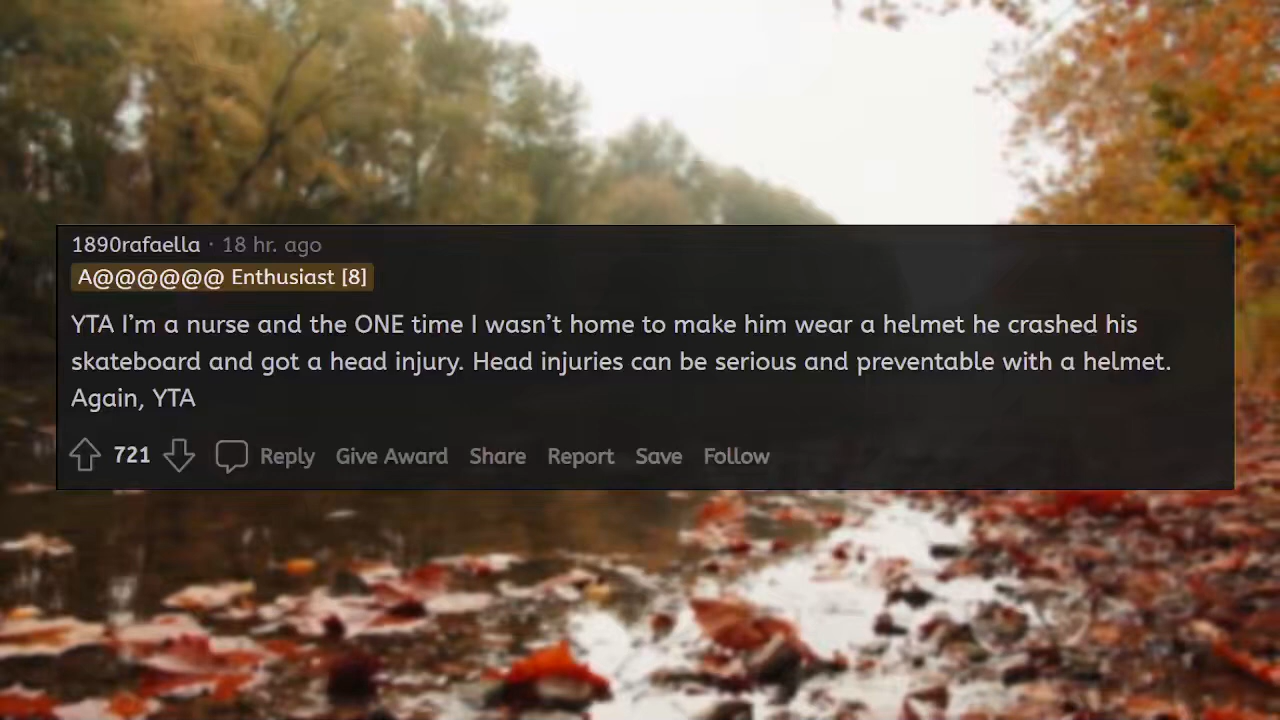 1890rafaella · 18 hr. ago
A@@@@@@ Enthusiast [8]
YTA I’m a nurse and the ONE time I wasn’t home to make him wear a helmet he crashed his
skateboard and got a head injury. Head injuries can be serious and preventable with a helmet.
Again, YTA
721 Reply Give Award Share Report Save Follow